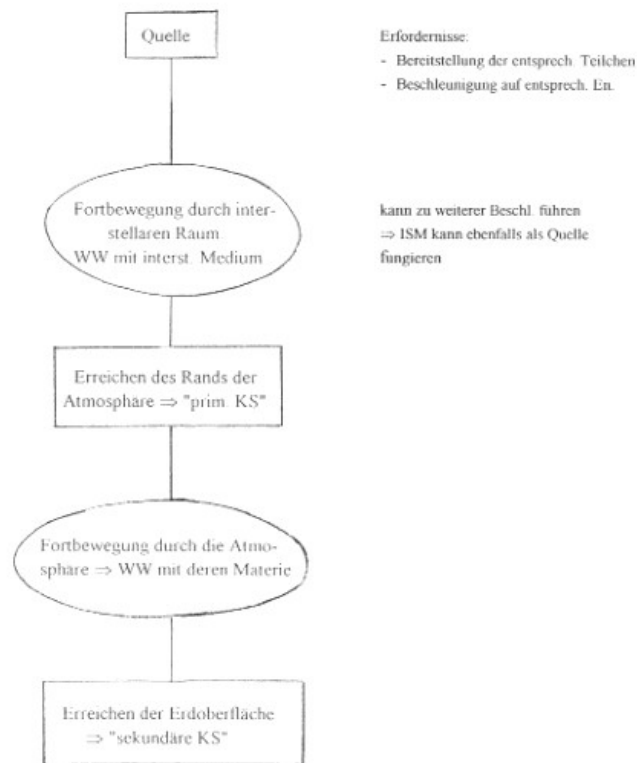 Quelle
Erfordernisse:
- Bereitstellung der entsprech. Teilchen
- Beschleunigung auf entsprech. En.
Fortbewegung durch inter-
stellaren Raum
WW mit interst. Medium
kann zu weiterer Beschl. führen
⇒ ISM kann ebenfalls als Quelle
fungieren
Erreichen des Rands der
Atmosphäre ⇒ "prim. KS"
Fortbewegung durch die Atmo-
sphäre ⇒ WW mit deren Materie
Erreichen der Erdoberfläche
⇒ "sekundäre KS"